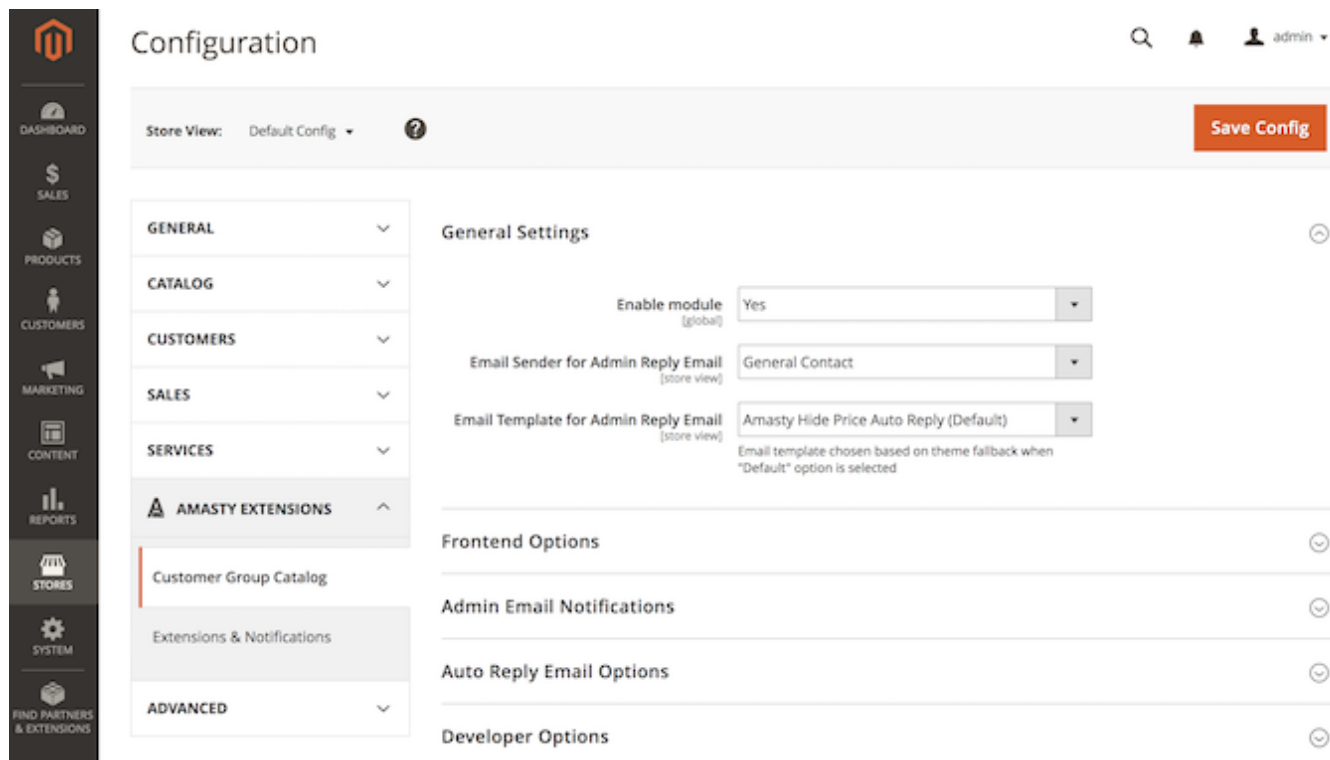 Configuration
admin
DASHBOARD
SALES
PRODUCTS
CUSTOMERS
MARKETING
CONTENT
REPORTS
STORES
SYSTEM
FIND PARTNERS
& EXTENSIONS
Store View: Default Config
Save Config
GENERAL
CATALOG
CUSTOMERS
SALES
SERVICES
AMASTY EXTENSIONS
Customer Group Catalog
Extensions & Notifications
ADVANCED
General Settings
Enable module Yes
[global]
Email Sender for Admin Reply Email General Contact
[store view]
Email Template for Admin Reply Email Amasty Hide Price Auto Reply (Default)
[store view]
Email template chosen based on theme fallback when
"Default" option is selected
Frontend Options
Admin Email Notifications
Auto Reply Email Options
Developer Options